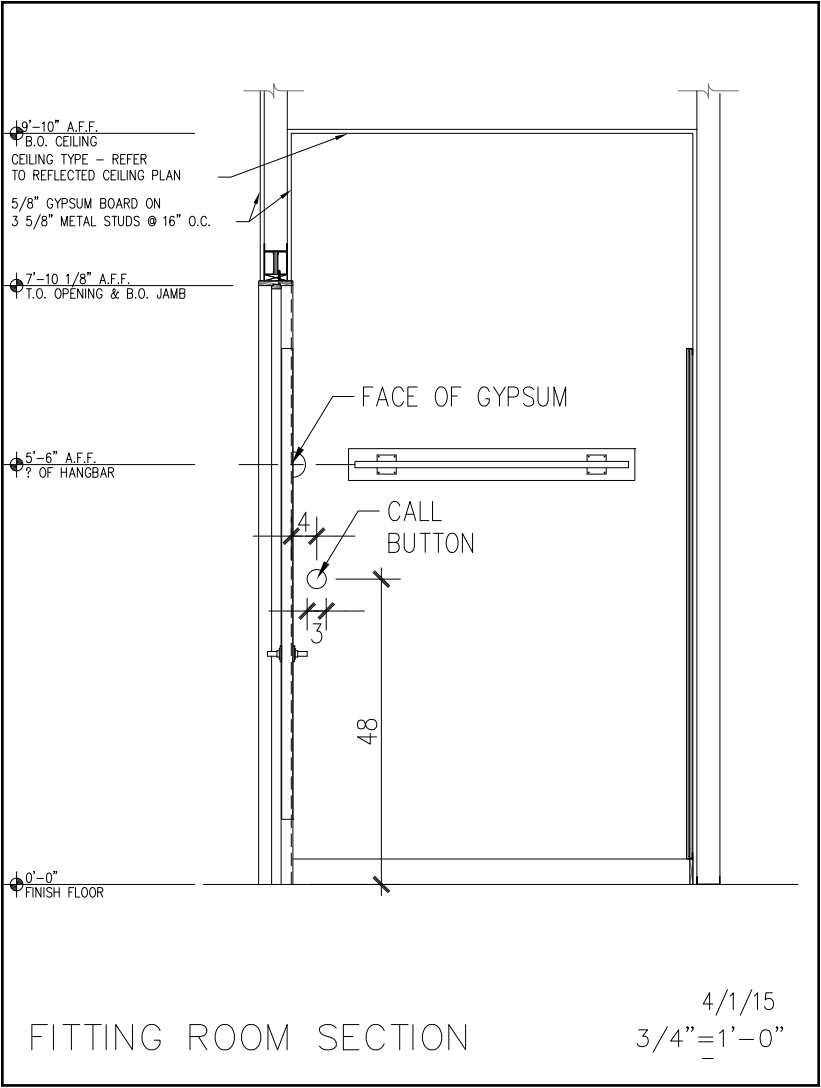 9'-10" A.F.F.
B.O. CEILING
CEILING TYPE - REFER
TO REFLECTED CEILING PLAN
5/8" GYPSUM BOARD ON
3 5/8" METAL STUDS @ 16" O.C.
7'-10 1/8" A.F.F.
T.O. OPENING & B.O. JAMB
FACE OF GYPSUM
5'-6" A.F.F.
? OF HANGBAR
4
CALL
BUTTON
3
48
0'-0"
FINISH FLOOR
4/1/15
FITTING ROOM SECTION
3/4"=1'-0"